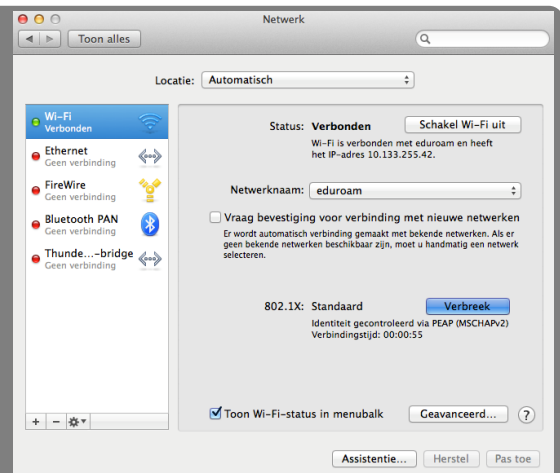 Netwerk
Toon alles
Locatie: Automatisch
Wi-Fi
Verbonden
Ethernet
Geen verbinding
FireWire
Geen verbinding
Bluetooth PAN
Geen verbinding
Thunde...-bridge
Geen verbinding
Status: Verbonden Schakel Wi-Fi uit
Wi-Fi is verbonden met eduroam en heeft
het IP-adres 10.133.255.42.
Netwerknaam: eduroam
Vraag bevestiging voor verbinding met nieuwe netwerken
Er wordt automatisch verbinding gemaakt met bekende netwerken. Als er
geen bekende netwerken beschikbaar zijn, moet u handmatig een netwerk
selecteren.
802.1X: Standaard Verbreek
Identiteit gecontroleerd via PEAP (MSCHAPv2)
Verbindingstijd: 00:00:55
Toon Wi-Fi-status in menubalk Geavanceerd... ?
+ −
Assistentie... Herstel Pas toe